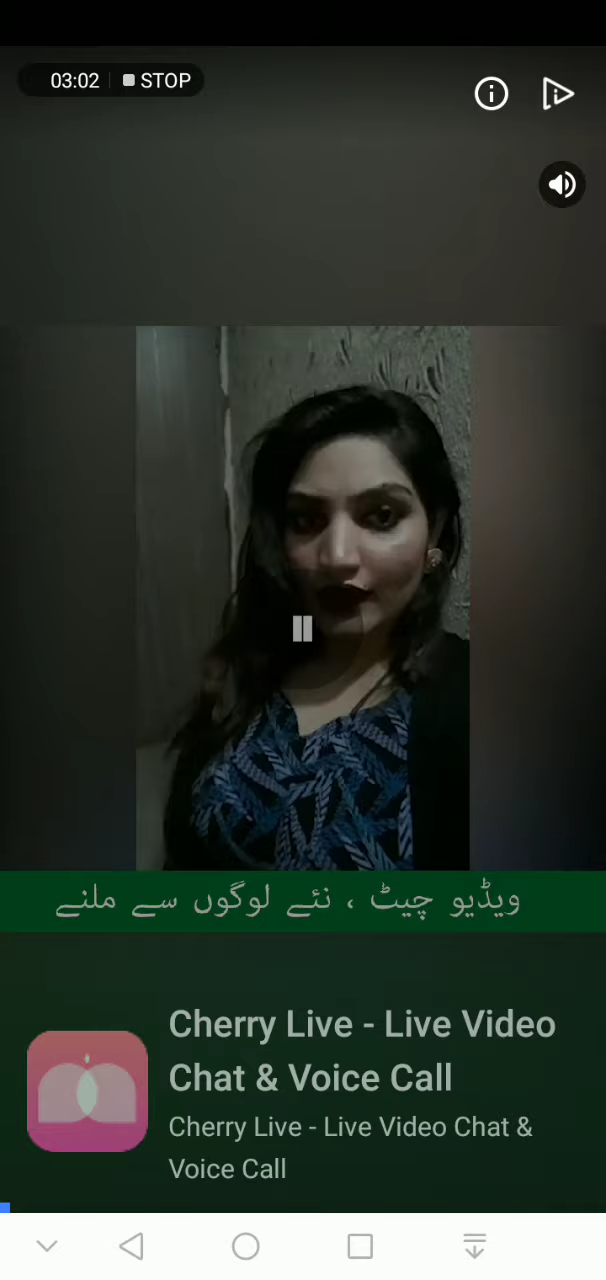 03:02 STOP
ویڈیو چیٹ ، نئے لوگوں سے ملنے
Cherry Live - Live Video
Chat & Voice Call
Cherry Live - Live Video Chat &
Voice Call